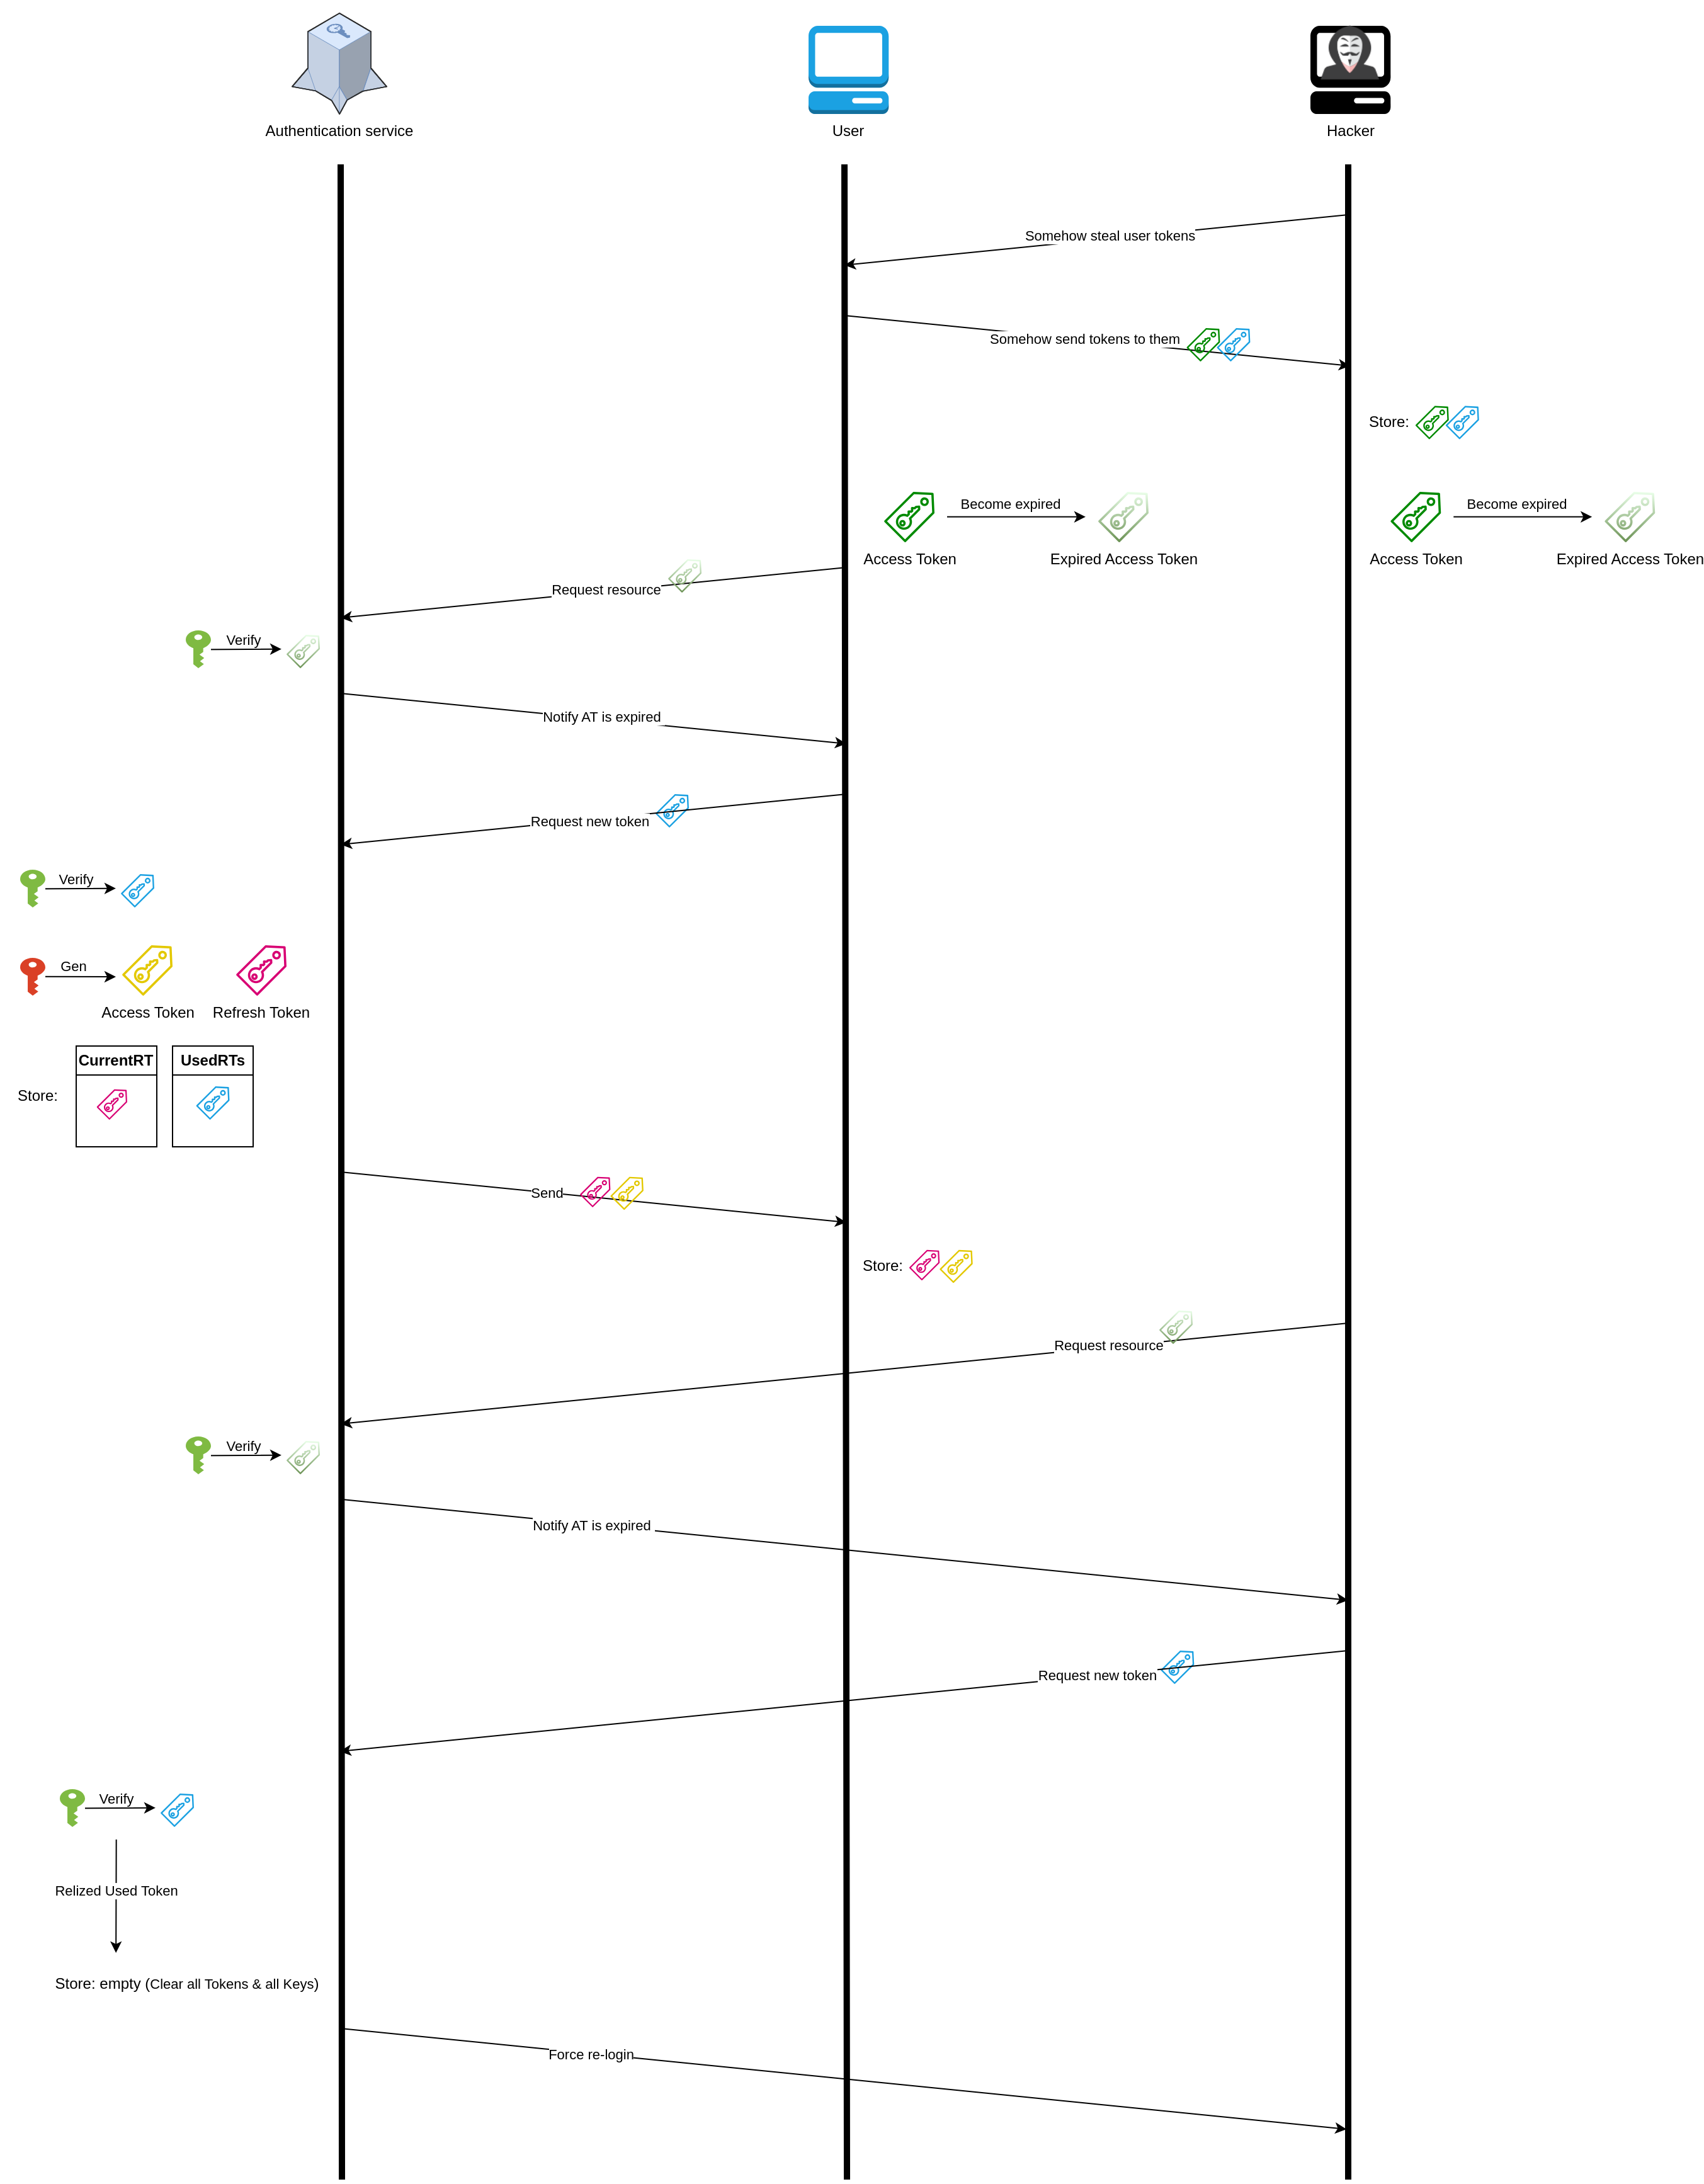 Authentication service
User
Hacker
Somehow steal user tokens
Somehow send tokens to them
Store:
Become expired
Become expired
Access Token
Expired Access Token
Access Token
Expired Access Token
Request resource
Verify
Notify AT is expired
Request new token
Verify
Gen
Access Token
Refresh Token
CurrentRT
UsedRTs
Store:
Send
Store:
Request resource
Verify
Notify AT is expired
Request new token
Verify
Relized Used Token
Store: empty (Clear all Tokens & all Keys)
Force re-login